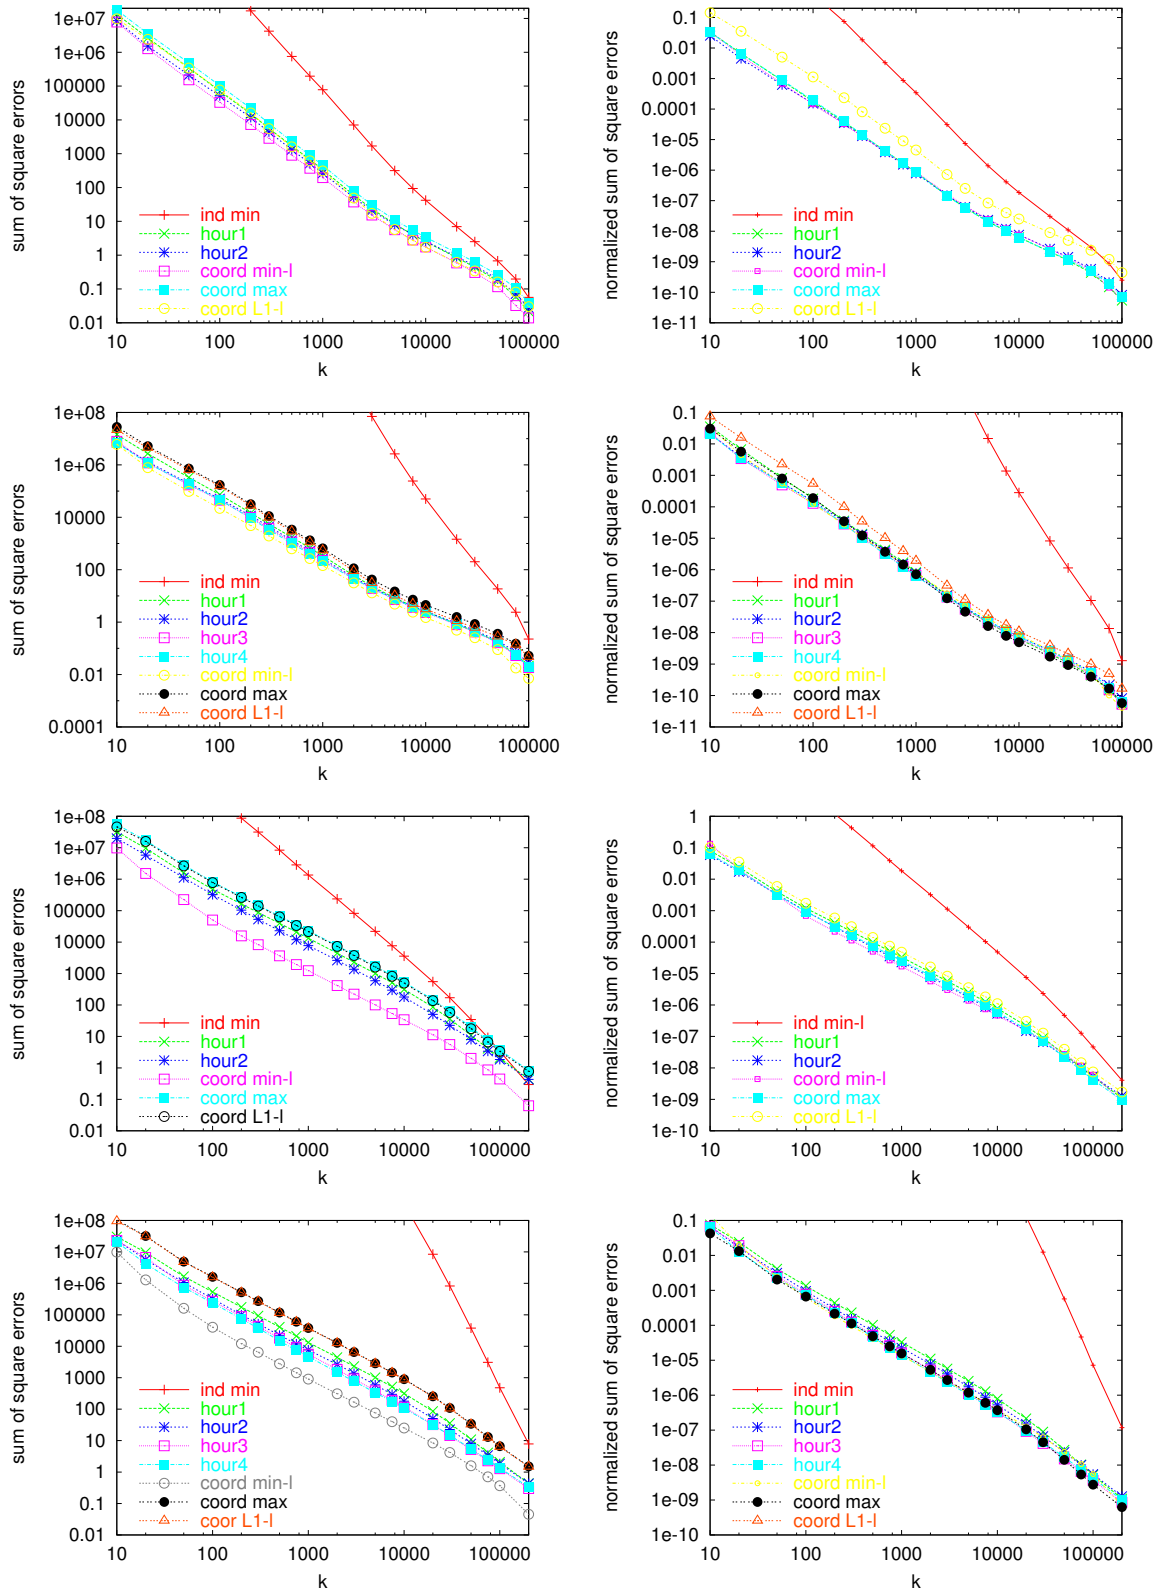 sum of square errors
1e+07
1e+06
100000
10000
1000
100
10
1
0.1
0.01
10
100
1000
10000
100000
k
ind min
hour1
hour2
coord min-l
coord max
coord L1-l
normalized sum of square errors
0.1
0.01
0.001
0.0001
1e-05
1e-06
1e-07
1e-08
1e-09
1e-10
1e-11
10
100
1000
10000
100000
k
ind min
hour1
hour2
coord min-l
coord max
coord L1-l
sum of square errors
1e+08
1e+06
10000
100
1
0.01
0.0001
10
100
1000
10000
100000
k
ind min
hour1
hour2
hour3
hour4
coord min-l
coord max
coord L1-l
normalized sum of square errors
0.1
0.01
0.001
0.0001
1e-05
1e-06
1e-07
1e-08
1e-09
1e-10
1e-11
10
100
1000
10000
100000
k
ind min
hour1
hour2
hour3
hour4
coord min-l
coord max
coord L1-l
sum of square errors
1e+08
1e+07
1e+06
100000
10000
1000
100
10
1
0.1
0.01
10
100
1000
10000
100000
k
ind min
hour1
hour2
coord min-l
coord max
coord L1-l
normalized sum of square errors
1
0.1
0.01
0.001
0.0001
1e-05
1e-06
1e-07
1e-08
1e-09
1e-10
10
100
1000
10000
100000
k
ind min-l
hour1
hour2
coord min-l
coord max
coord L1-l
sum of square errors
1e+08
1e+07
1e+06
100000
10000
1000
100
10
1
0.1
0.01
10
100
1000
10000
100000
k
ind min
hour1
hour2
hour3
hour4
coord min-l
coord max
coor L1-l
normalized sum of square errors
0.1
0.01
0.001
0.0001
1e-05
1e-06
1e-07
1e-08
1e-09
1e-10
10
100
1000
10000
100000
k
ind min
hour1
hour2
hour3
hour4
coord min-l
coord max
coord L1-l